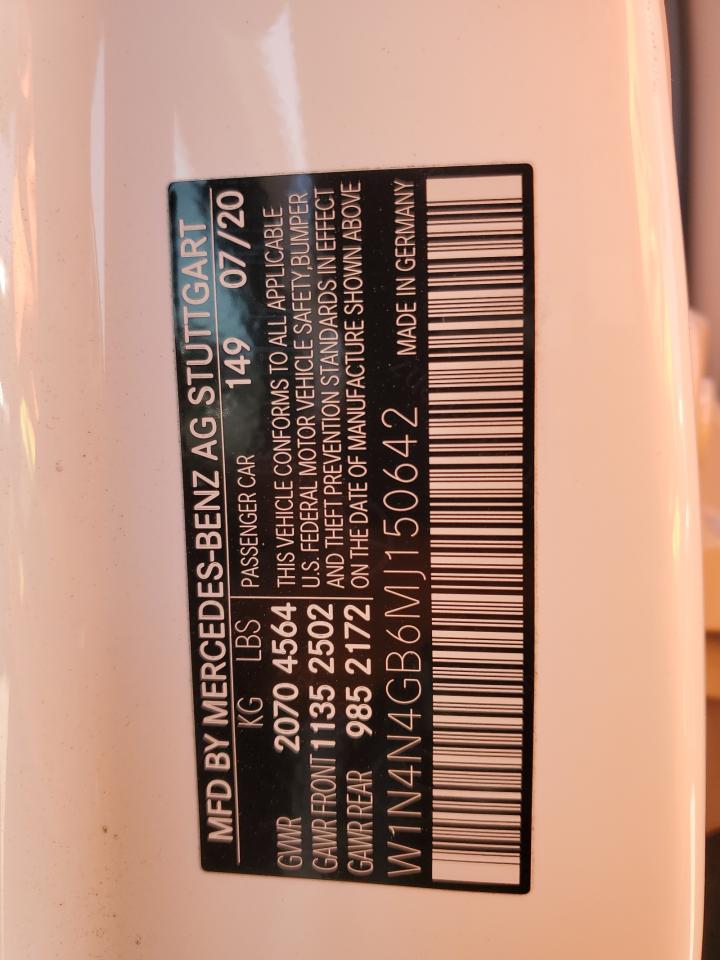 MFD BY MERCEDES-BENZ AG STUTTGART
KG LBS PASSENGER CAR 149 07/20
GVWR 2070 4564 THIS VEHICLE CONFORMS TO ALL APPLICABLE
GAWR FRONT 1135 2502 U.S. FEDERAL MOTOR VEHICLE SAFETY,BUMPER
AND THEFT PREVENTION STANDARDS IN EFFECT
GAWR REAR 985 2172 ON THE DATE OF MANUFACTURE SHOWN ABOVE
W1N4N4GB6MJ150642 MADE IN GERMANY